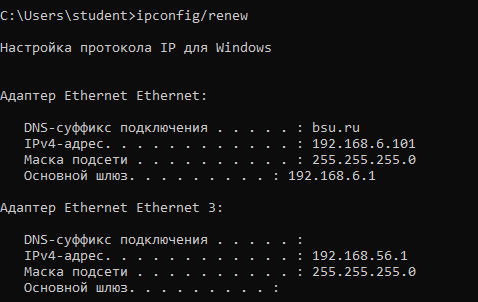 C:\Users\student>ipconfig/renew
Настройка протокола IP для Windows
Адаптер Ethernet Ethernet:
DNS-суффикс подключения . . . . . : bsu.ru
IPv4-адрес. . . . . . . . . . . . : 192.168.6.101
Маска подсети . . . . . . . . . . : 255.255.255.0
Основной шлюз. . . . . . . . . : 192.168.6.1
Адаптер Ethernet Ethernet 3:
DNS-суффикс подключения . . . . . :
IPv4-адрес. . . . . . . . . . . . : 192.168.56.1
Маска подсети . . . . . . . . . . : 255.255.255.0
Основной шлюз. . . . . . . . . :